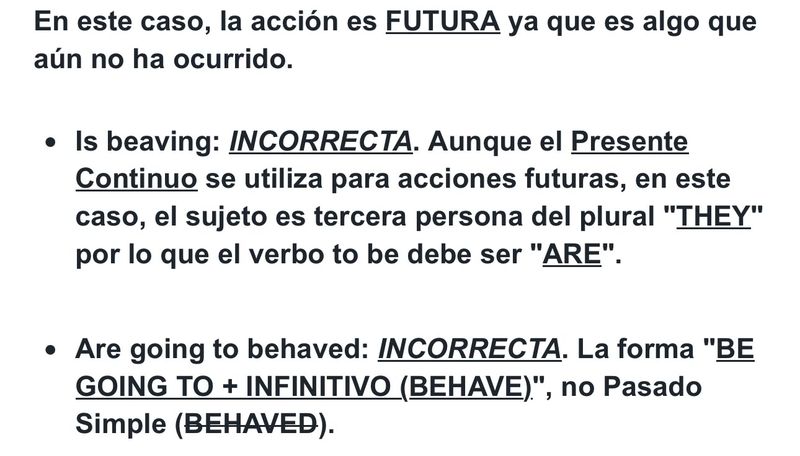 En este caso, la acción es FUTURA ya que es algo que
aún no ha ocurrido.
• Is beaving: INCORRECTA. Aunque el Presente
Continuo se utiliza para acciones futuras, en este
caso, el sujeto es tercera persona del plural "THEY"
por lo que el verbo to be debe ser "ARE".
• Are going to behaved: INCORRECTA. La forma "BE
GOING TO + INFINITIVO (BEHAVE)", no Pasado
Simple (BEHAVED).